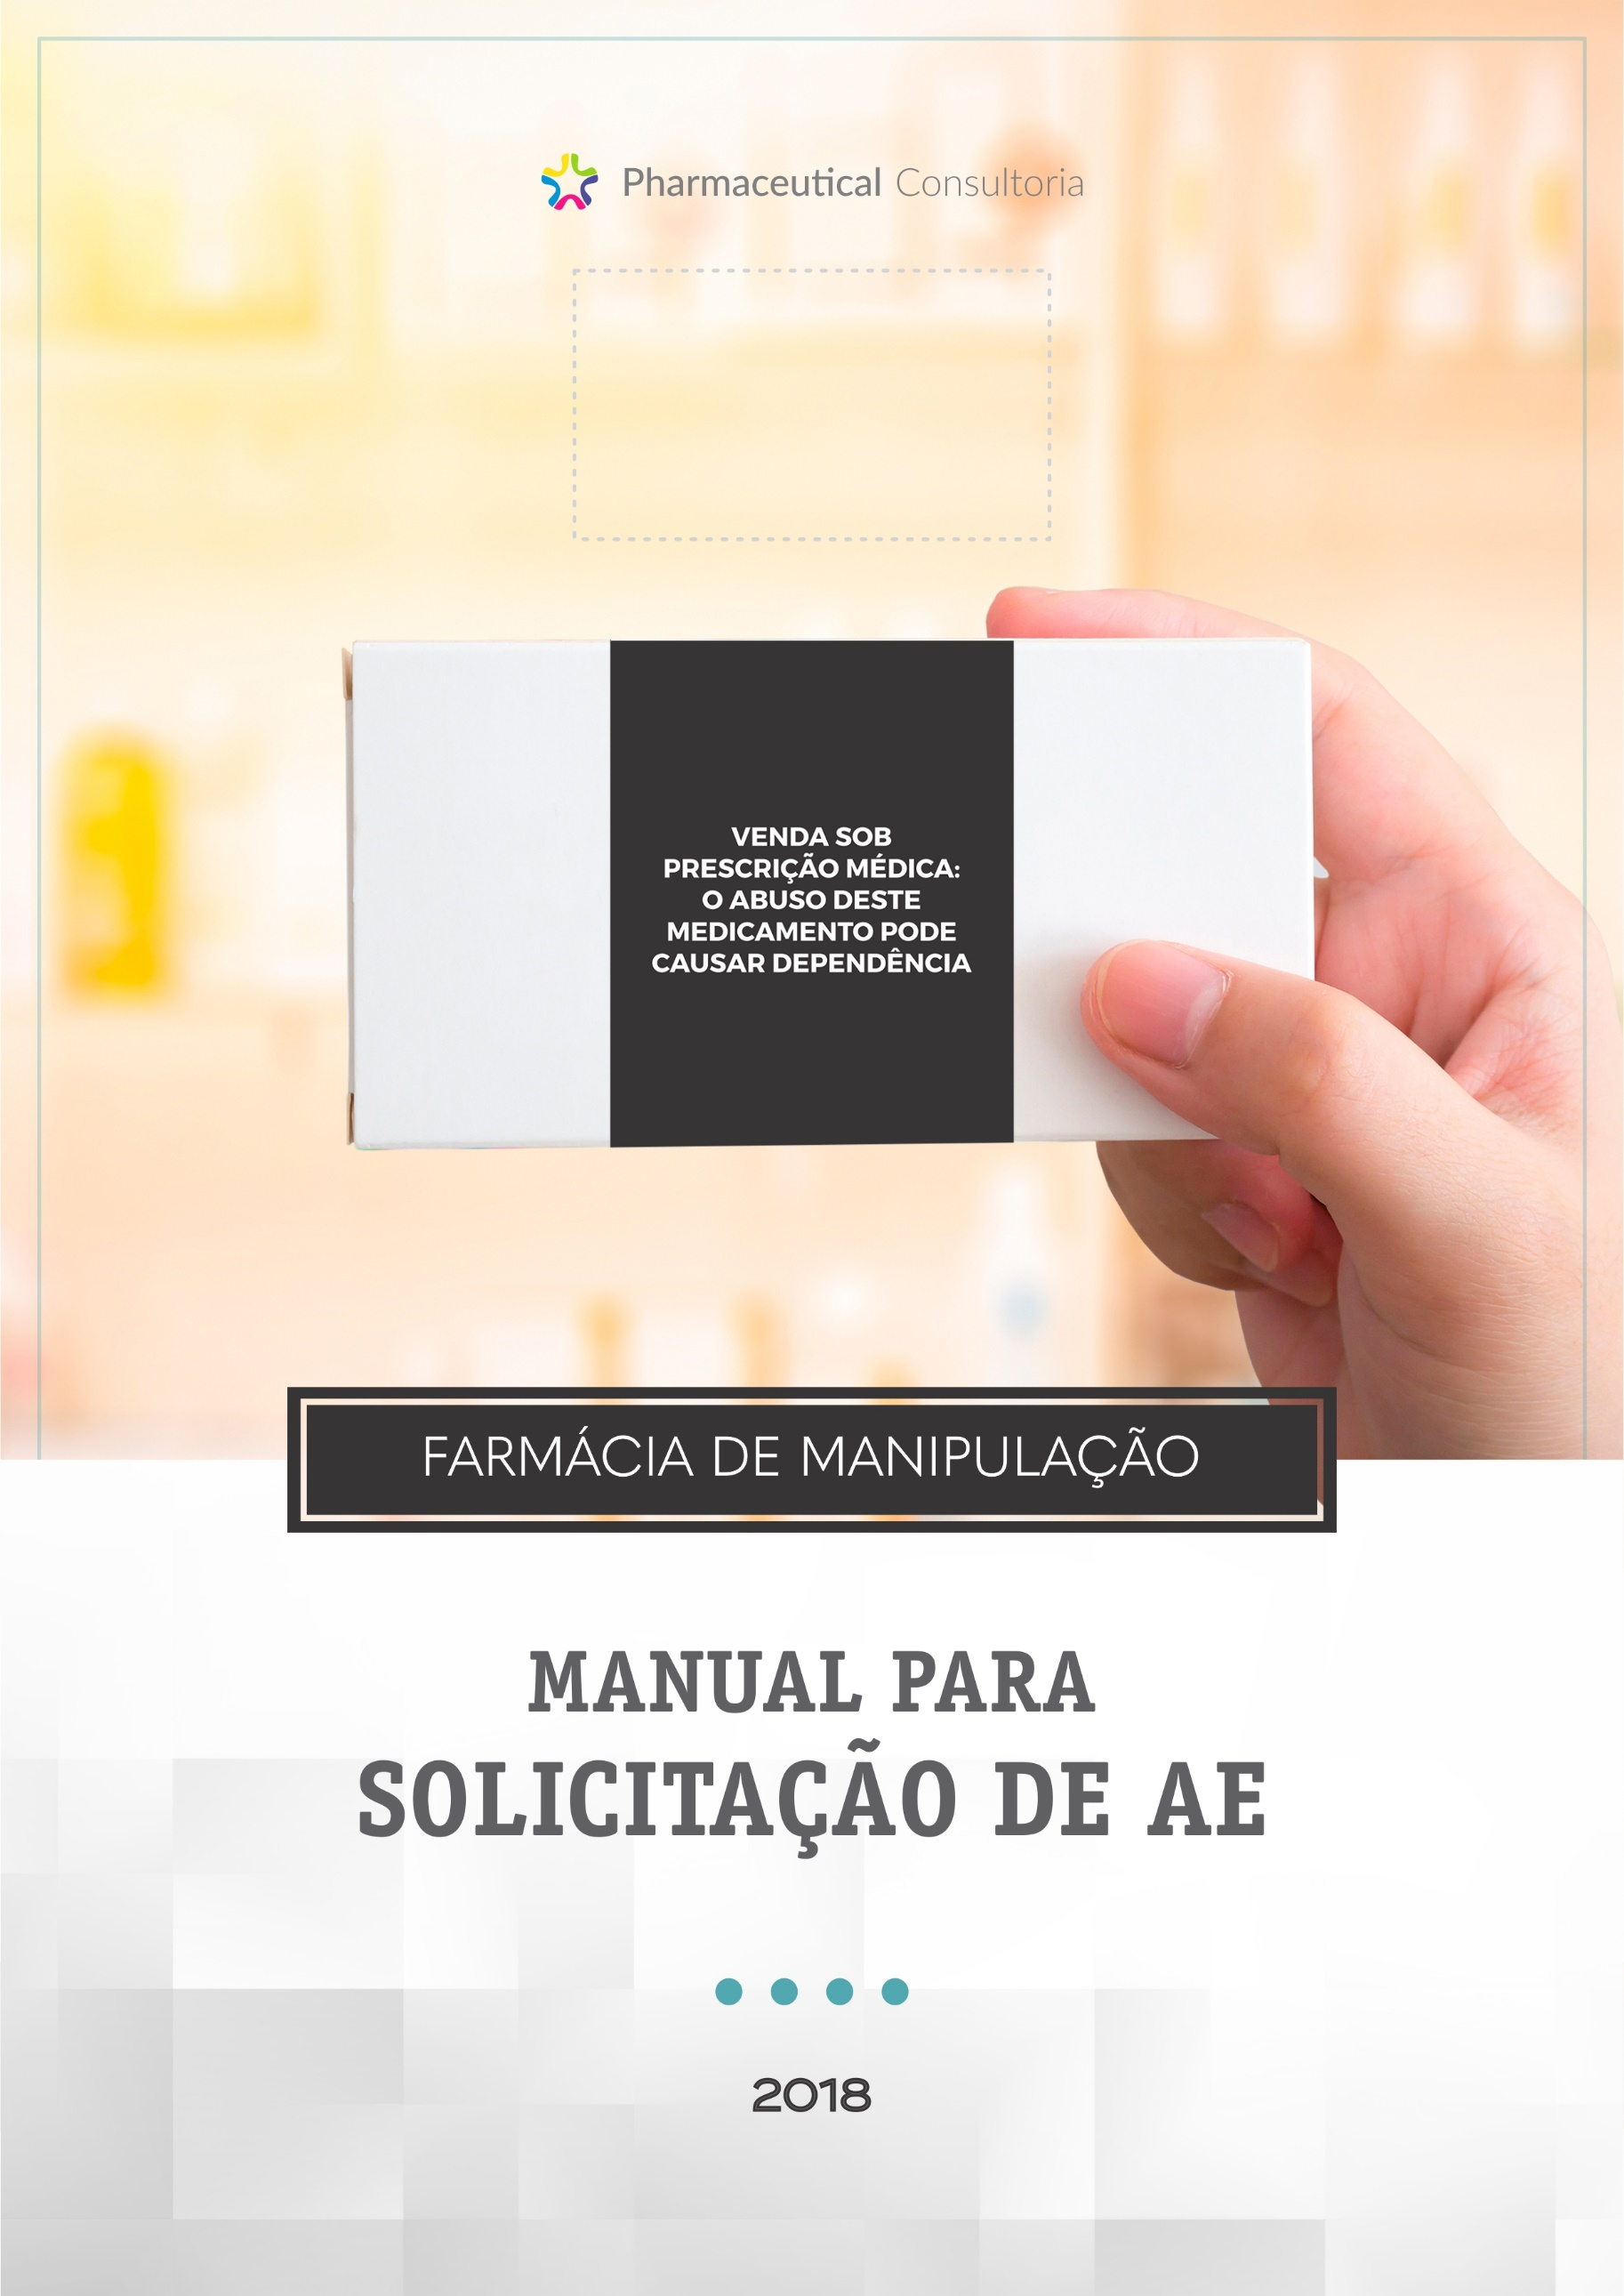 Pharmaceutical Consultoria
VENDA SOB
PRESCRIÇÃO MÉDICA:
O ABUSO DESTE
MEDICAMENTO PODE
CAUSAR DEPENDÊNCIA
FARMÁCIA DE MANIPULAÇÃO
MANUAL PARA
SOLICITAÇÃO DE AE
2018